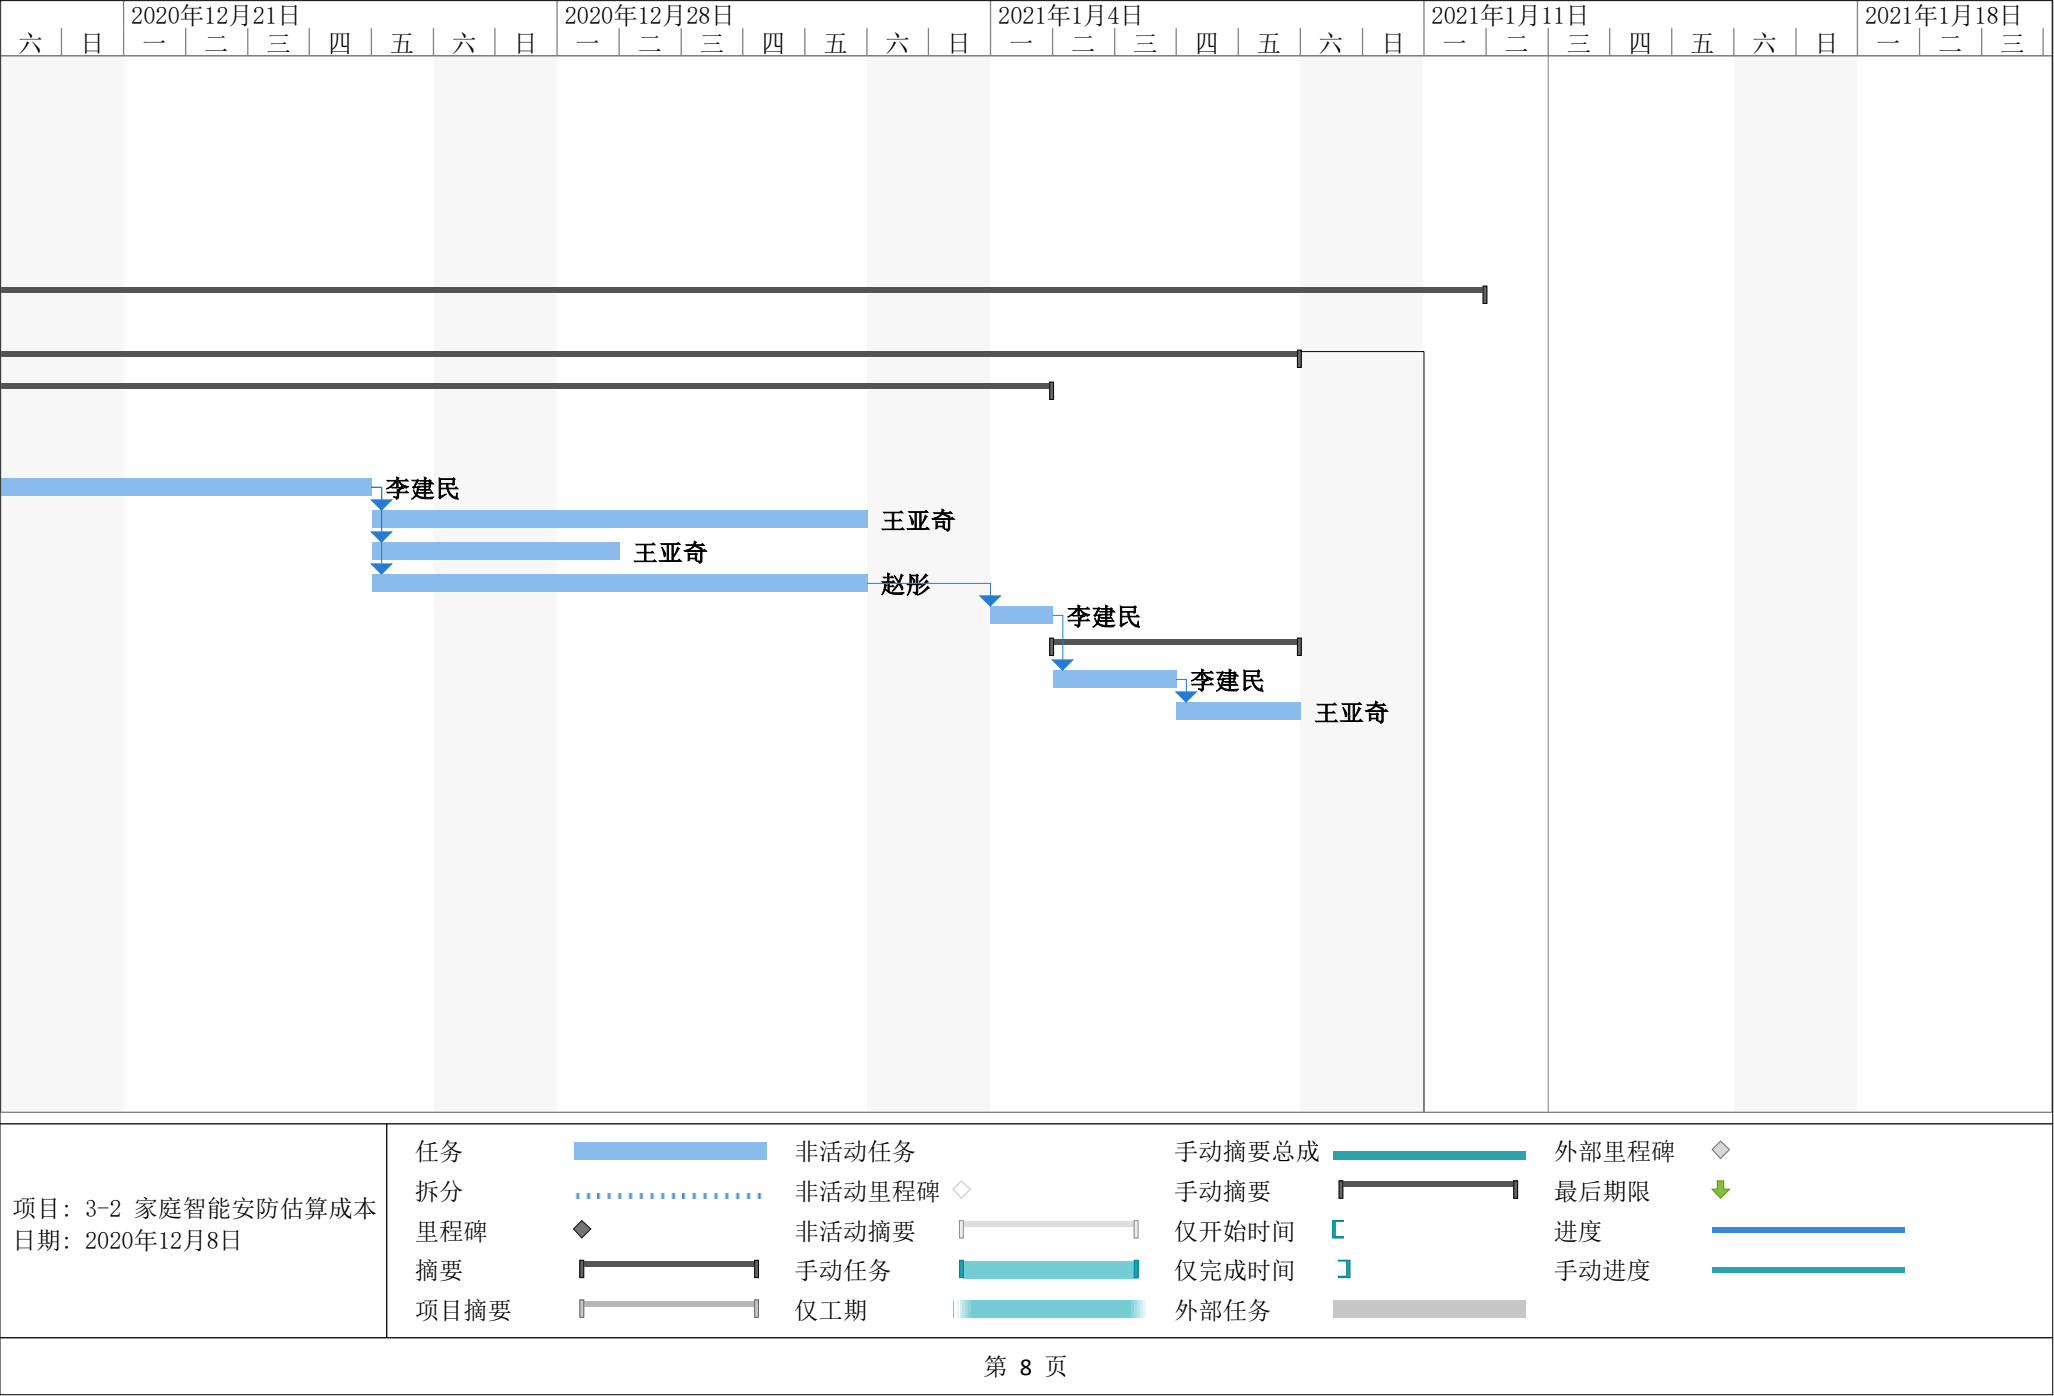 2020年12月21日 2020年12月28日 2021年1月4日 2021年1月11日 2021年1月18日
六 日 一 二 三 四 五 六 日 一 二 三 四 五 六 日 一 二 三 四 五 六 日 一 二 三 四 五 六 日 一 二 三
李建民
王亚奇
王亚奇
赵彤
李建民
李建民
王亚奇
项目: 3-2 家庭智能安防估算成本
日期: 2020年12月8日
任务
拆分
里程碑
摘要
项目摘要
非活动任务
非活动里程碑
非活动摘要
手动任务
仅工期
手动摘要总成
手动摘要
仅开始时间
仅完成时间
外部任务
外部里程碑
最后期限
进度
手动进度
第 8 页